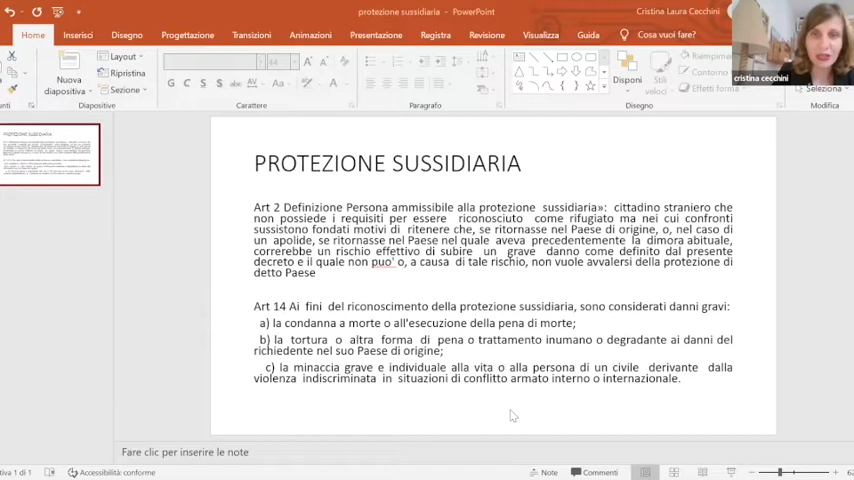 protezione sussidiaria - PowerPoint
Cristina Laura Cecchini
Home Inserisci Disegno Progettazione Transizioni Animazioni Presentazione Registra Revisione Visualizza Guida Cosa vuoi fare?
Nuova
diapositiva
Layout
Ripristina
Sezione
Diapositive
44
G C S S ab AV Aa A
Carattere
Paragrafo
Disponi
Stili
veloci
Riempime
Contorno
Disegno
Seleziona
Modifica
cristina cecchini
PROTEZIONE SUSSIDIARIA
Art 2 Definizione Persona ammissibile alla protezione sussidiaria»: cittadino straniero che
non possiede i requisiti per essere riconosciuto come rifugiato ma nei cui confronti
sussistono fondati motivi di ritenere che, se ritornasse nel Paese di origine, o, nel caso di
un apolide, se ritornasse nel Paese nel quale aveva precedentemente la dimora abituale,
correrebbe un rischio effettivo di subire un grave danno come definito dal presente
decreto e il quale non puo' o, a causa di tale rischio, non vuole avvalersi della protezione di
detto Paese
Art 14 Ai fini del riconoscimento della protezione sussidiaria, sono considerati danni gravi:
a) la condanna a morte o all'esecuzione della pena di morte;
b) la tortura o altra forma di pena o trattamento inumano o degradante ai danni del
richiedente nel suo Paese di origine;
c) la minaccia grave e individuale alla vita o alla persona di un civile derivante dalla
violenza indiscriminata in situazioni di conflitto armato interno o internazionale.
Fare clic per inserire le note
tiva 1 di 1
Accessibilità: conforme
Note
Commenti